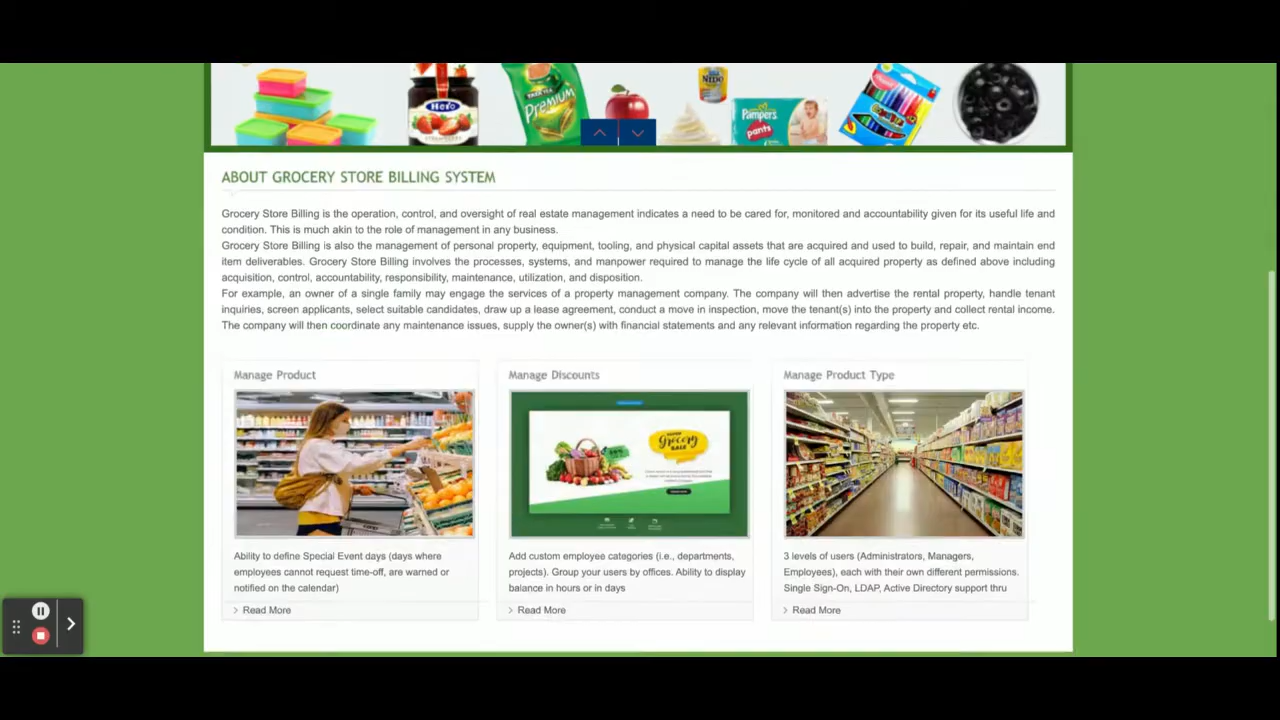 Hero
TATA TEA
PREMIUM
NIDO
Pampers
pants
ABOUT GROCERY STORE BILLING SYSTEM
Grocery Store Billing is the operation, control, and oversight of real estate management indicates a need to be cared for, monitored and accountability given for its useful life and
condition. This is much akin to the role of management in any business.
Grocery Store Billing is also the management of personal property, equipment, tooling, and physical capital assets that are acquired and used to build, repair, and maintain end
item deliverables. Grocery Store Billing involves the processes, systems, and manpower required to manage the life cycle of all acquired property as defined above including
acquisition, control, accountability, responsibility, maintenance, utilization, and disposition.
For example, an owner of a single family may engage the services of a property management company. The company will then advertise the rental property, handle tenant
inquiries, screen applicants, select suitable candidates, draw up a lease agreement, conduct a move in inspection, move the tenant(s) into the property and collect rental income.
The company will then coordinate any maintenance issues, supply the owner(s) with financial statements and any relevant information regarding the property etc.
Manage Product
Manage Discounts
Manage Product Type
Grocery
Ability to define Special Event days (days where
employees cannot request time-off, are warned or
notified on the calendar)
Read More
Add custom employee categories (i.e., departments,
projects). Group your users by offices. Ability to display
balance in hours or in days
Read More
3 levels of users (Administrators, Managers,
Employees), each with their own different permissions.
Single Sign-On, LDAP, Active Directory support thru
Read More